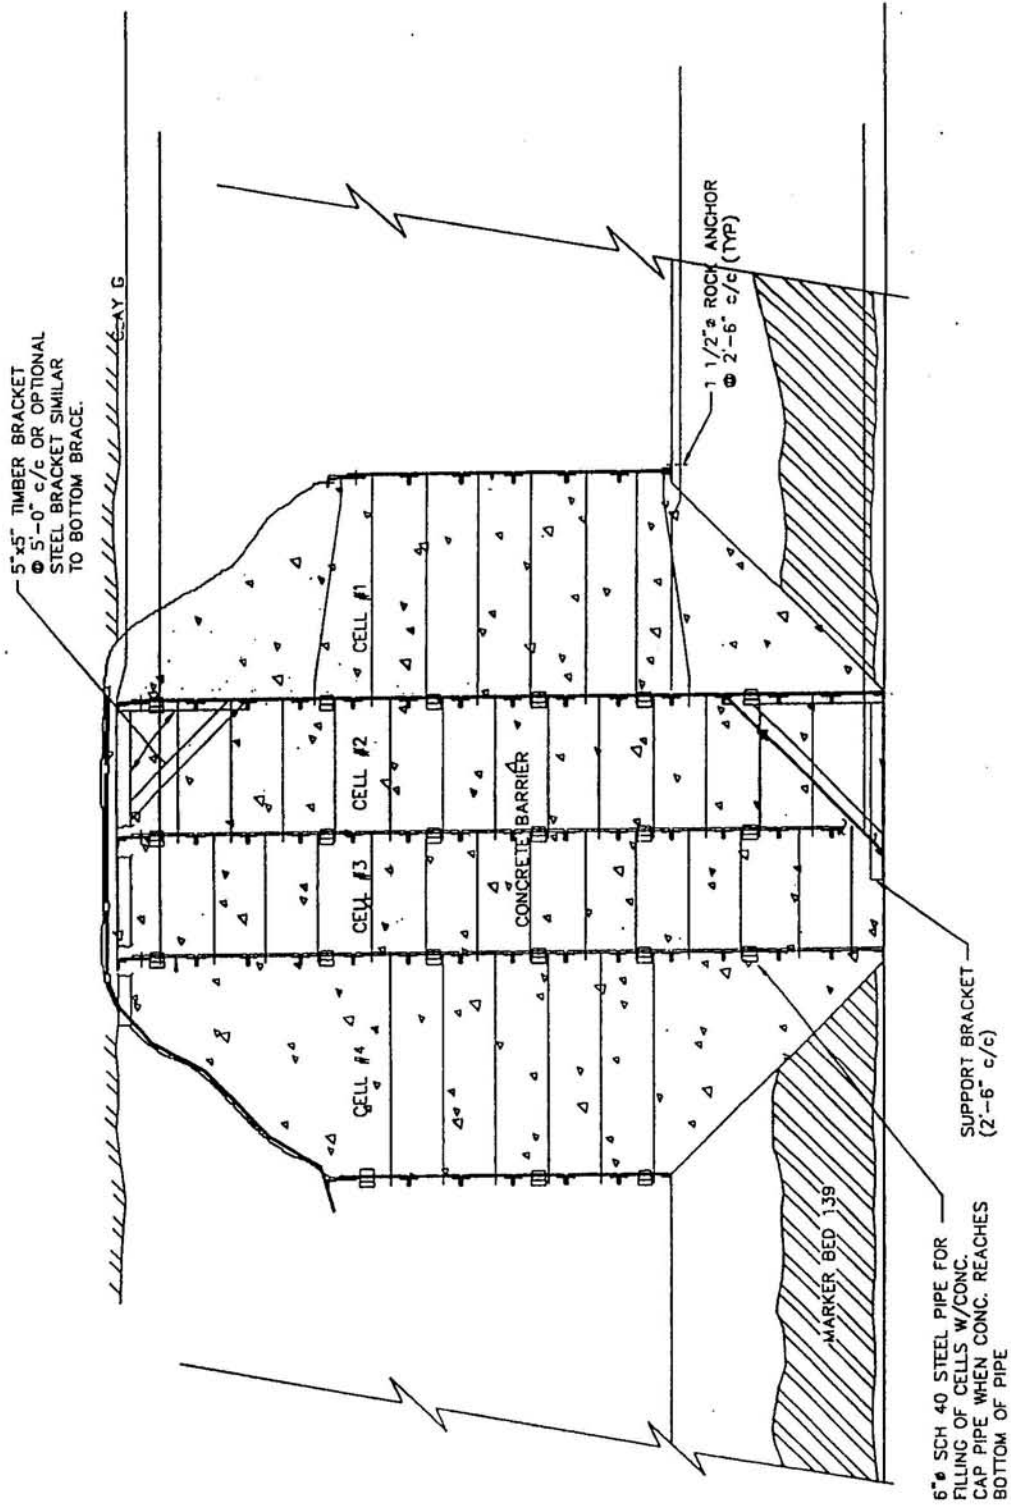 5"x5" TIMBER BRACKET
@ 5'-0" c/c OR OPTIONAL
STEEL BRACKET SIMILAR
TO BOTTOM BRACE.
CLAY G
1 1/2"ø ROCK ANCHOR
@ 2'-6" c/c (TYP)
CELL #1
CELL #2
CELL #3
CELL #4
CONCRETE BARRIER
MARKER BED 139
SUPPORT BRACKET
(2'-6" c/c)
6"ø SCH 40 STEEL PIPE FOR
FILLING OF CELLS W/CONC.
CAP PIPE WHEN CONC. REACHES
BOTTOM OF PIPE